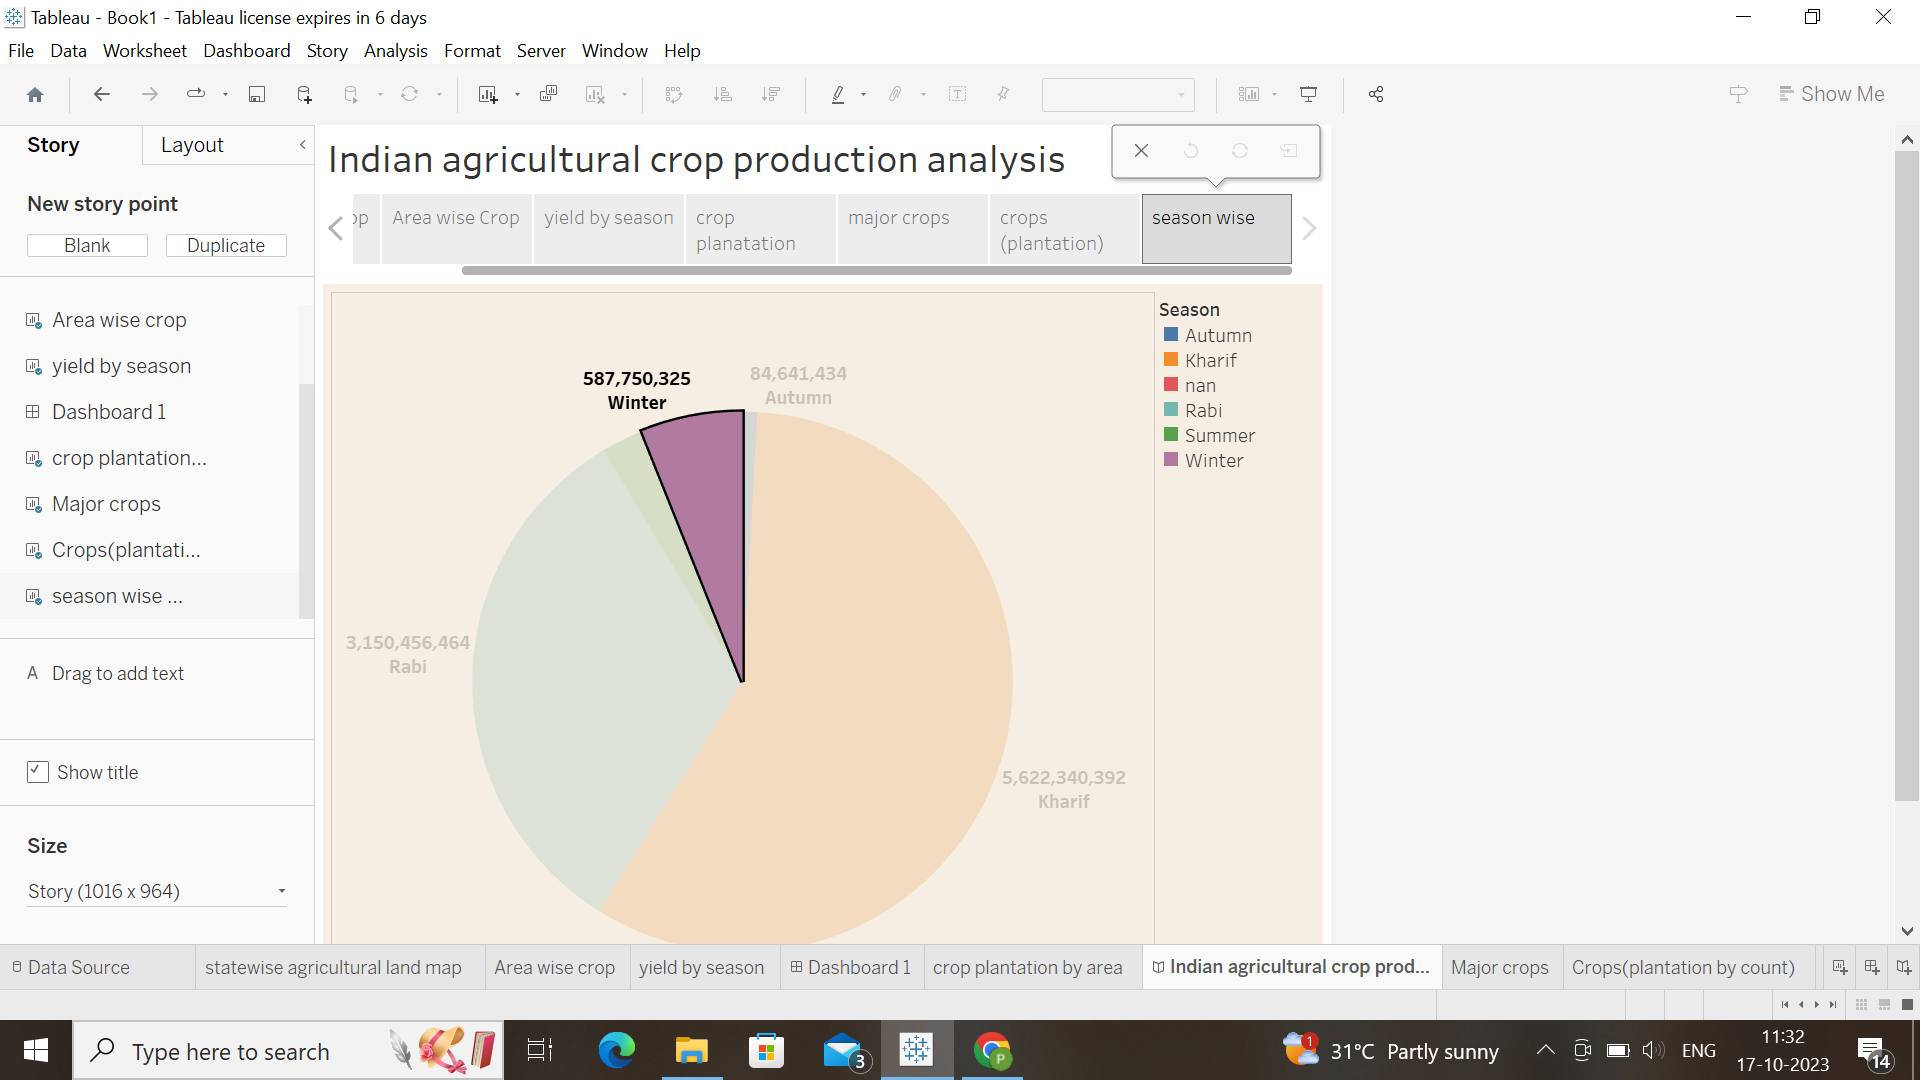 Tableau - Book1 - Tableau license expires in 6 days
File Data Worksheet Dashboard Story Analysis Format Server Window Help
Show Me
Story Layout
New story point
Blank Duplicate
Area wise crop
yield by season
Dashboard 1
crop plantation...
Major crops
Crops(plantati...
season wise ...
A Drag to add text
Show title
Size
Story (1016 x 964)
Indian agricultural crop production analysis
op
Area wise Crop
yield by season
crop
planatation
major crops
crops
(plantation)
season wise
587,750,325
Winter
84,641,434
Autumn
3,150,456,464
Rabi
5,622,340,392
Kharif
Season
Autumn
Kharif
nan
Rabi
Summer
Winter
Data Source statewise agricultural land map Area wise crop yield by season Dashboard 1 crop plantation by area Indian agricultural crop prod... Major crops Crops(plantation by count)
Type here to search
3
P
1
31°C Partly sunny
ENG
11:32
17-10-2023
14